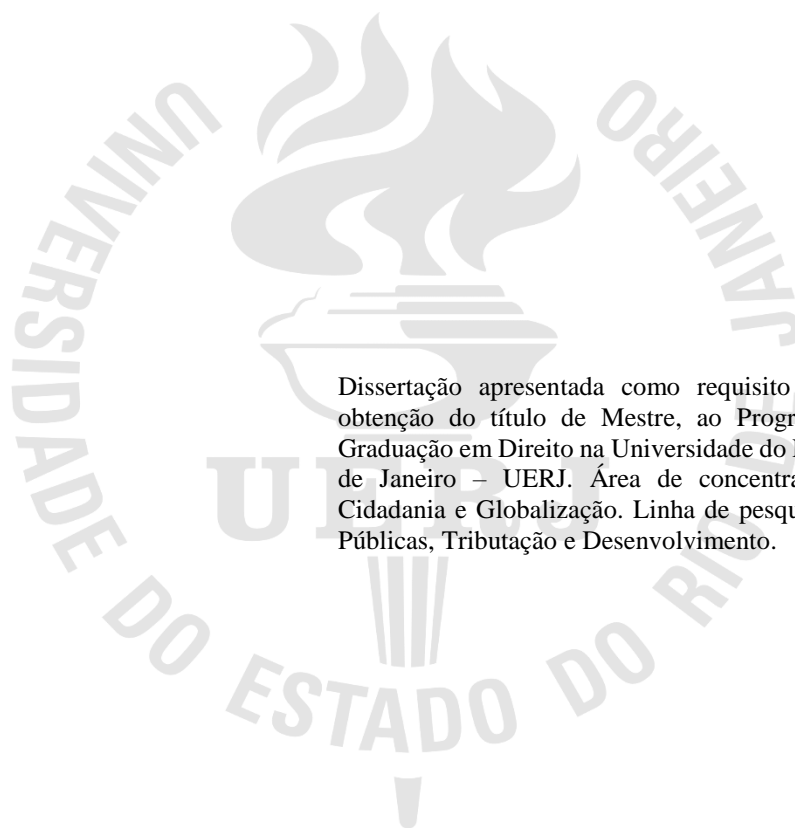 UNIVERSIDADE DO ESTADO DO RIO DE JANEIRO
UERJ
Dissertação apresentada como requisito
obtenção do título de Mestre, ao Progr
Graduação em Direito na Universidade do
de Janeiro – UERJ. Área de concentra
Cidadania e Globalização. Linha de pesqu
Públicas, Tributação e Desenvolvimento.